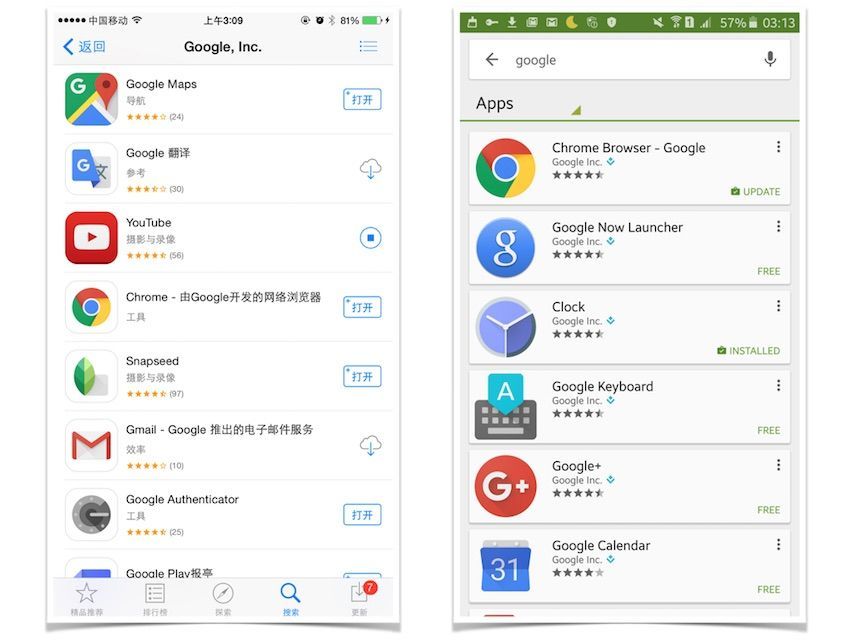 中国移动
上午3:09
81%
返回
Google, Inc.
Google Maps
导航
(24)
打开
Google 翻译
参考
(30)
YouTube
摄影与录像
(56)
Chrome - 由Google开发的网络浏览器
工具
打开
Snapseed
摄影与录像
(97)
打开
Gmail - Google 推出的电子邮件服务
效率
(10)
Google Authenticator
工具
(25)
打开
Google Play报亭
精品推荐
排行榜
探索
搜索
7
更新
57%
03:13
google
Apps
Chrome Browser - Google
Google Inc.
UPDATE
Google Now Launcher
Google Inc.
FREE
Clock
Google Inc.
INSTALLED
A
Google Keyboard
Google Inc.
FREE
G+
Google+
Google Inc.
FREE
31
Google Calendar
Google Inc.
FREE